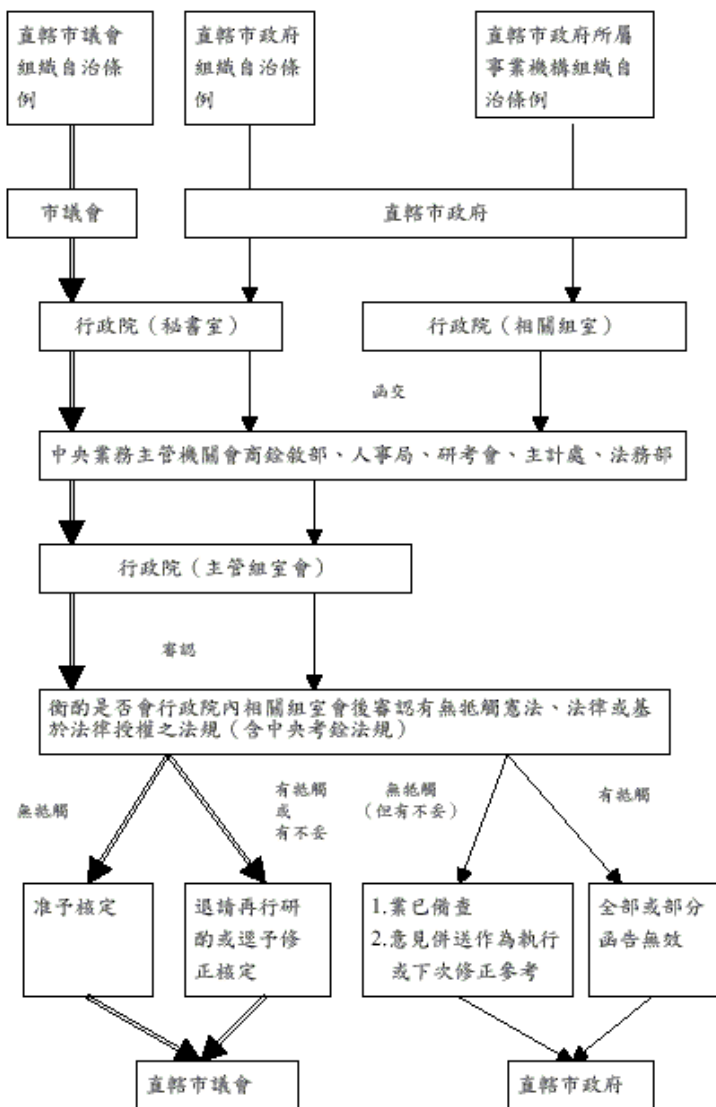 直轄市議會
組織自治條
例
直轄市政府
組織自治條
例
直轄市政府所屬
事業機構組織自
治條例
市議會
直轄市政府
行政院（秘書室）
行政院（相關組室）
函交
中央業務主管機關會商銓敘部、人事局、研考會、主計處、法務部
行政院（主管組室會）
審認
衡酌是否會行政院內相關組室會後審認有無牴觸憲法、法律或基
於法律授權之法規（含中央考銓法規）
無牴觸
有牴觸
或
有不妥
無牴觸
（但有不妥）
有牴觸
准予核定
退請再行研
酌或逕予修
正核定
1.業已備查
2.意見併送作為執行
或下次修正參考
全部或部分
函告無效
直轄市議會
直轄市政府